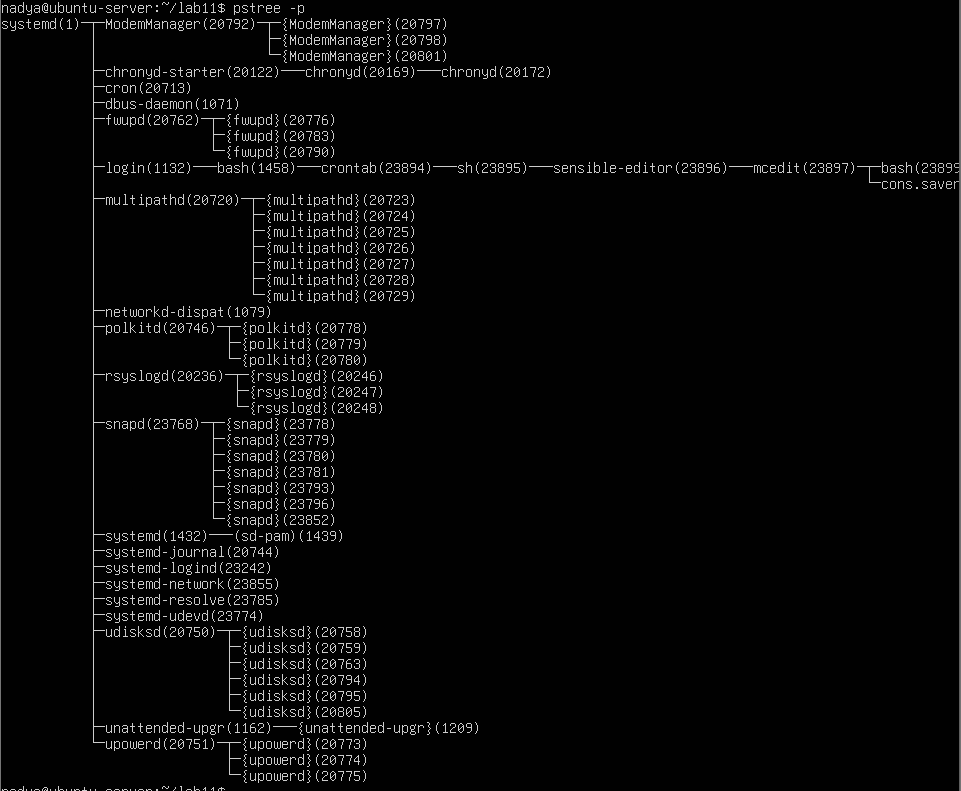 nadya@ubuntu-server:~/lab11$ pstree -p
systemd(1)─┬─ModemManager(20792)─┬─{ModemManager}(20797)
           │                     ├─{ModemManager}(20798)
           │                     └─{ModemManager}(20801)
           ├─chronyd-starter(20122)───chronyd(20169)───chronyd(20172)
           ├─cron(20713)
           ├─dbus-daemon(1071)
           ├─fwupd(20762)─┬─{fwupd}(20776)
           │              ├─{fwupd}(20783)
           │              └─{fwupd}(20790)
           ├─login(1132)───bash(1458)───crontab(23894)───sh(23895)───sensible-editor(23896)───mcedit(23897)─┬─bash(23899
           │                                                                                                └─cons.saver
           ├─multipathd(20720)─┬─{multipathd}(20723)
           │                   ├─{multipathd}(20724)
           │                   ├─{multipathd}(20725)
           │                   ├─{multipathd}(20726)
           │                   ├─{multipathd}(20727)
           │                   ├─{multipathd}(20728)
           │                   └─{multipathd}(20729)
           ├─networkd-dispat(1079)
           ├─polkitd(20746)─┬─{polkitd}(20778)
           │                ├─{polkitd}(20779)
           │                └─{polkitd}(20780)
           ├─rsyslogd(20236)─┬─{rsyslogd}(20246)
           │                 ├─{rsyslogd}(20247)
           │                 └─{rsyslogd}(20248)
           ├─snapd(23768)─┬─{snapd}(23778)
           │              ├─{snapd}(23779)
           │              ├─{snapd}(23780)
           │              ├─{snapd}(23781)
           │              ├─{snapd}(23793)
           │              ├─{snapd}(23796)
           │              └─{snapd}(23852)
           ├─systemd(1432)───(sd-pam)(1439)
           ├─systemd-journal(20744)
           ├─systemd-logind(23242)
           ├─systemd-network(23855)
           ├─systemd-resolve(23785)
           ├─systemd-udevd(23774)
           ├─udisksd(20750)─┬─{udisksd}(20758)
           │                ├─{udisksd}(20759)
           │                ├─{udisksd}(20763)
           │                ├─{udisksd}(20794)
           │                ├─{udisksd}(20795)
           │                └─{udisksd}(20805)
           ├─unattended-upgr(1162)───{unattended-upgr}(1209)
           └─upowerd(20751)─┬─{upowerd}(20773)
                            ├─{upowerd}(20774)
                            └─{upowerd}(20775)
nadya@ubuntu-server:~/lab11$